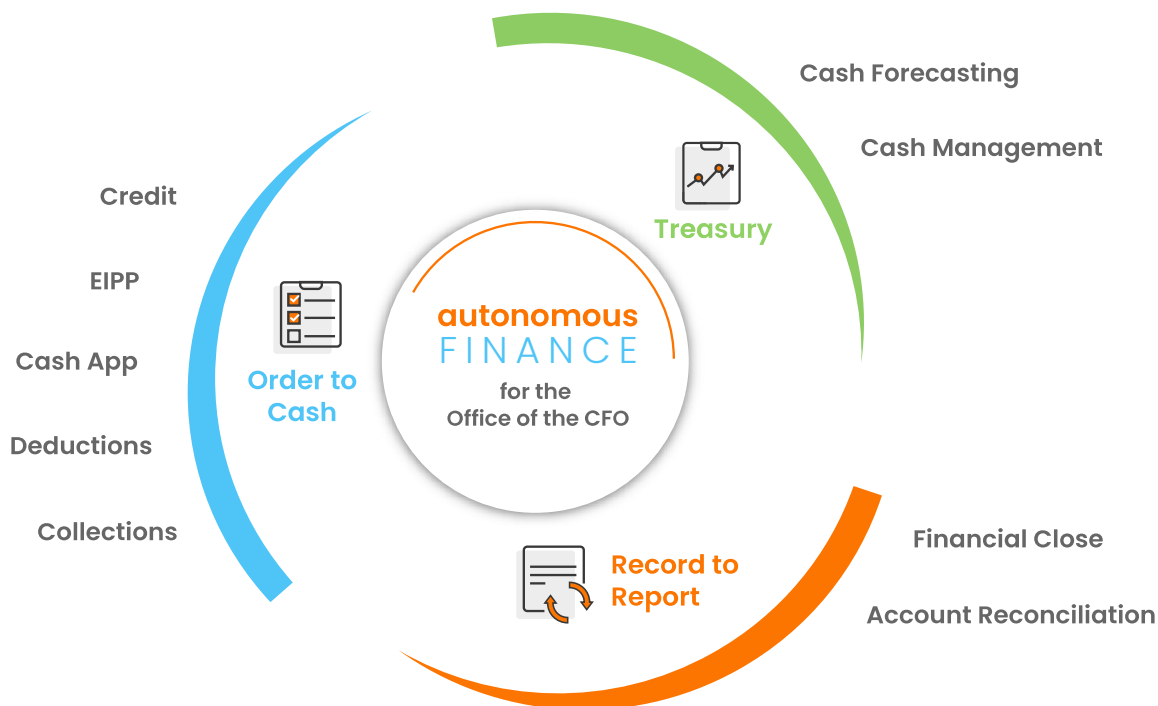 Cash Forecasting
Cash Management
Treasury
Credit
EIPP
Cash App
Deductions
Collections
Order to
Cash
autonomous
FINANCE
for the
Office of the CFO
Record to
Report
Financial Close
Account Reconciliation